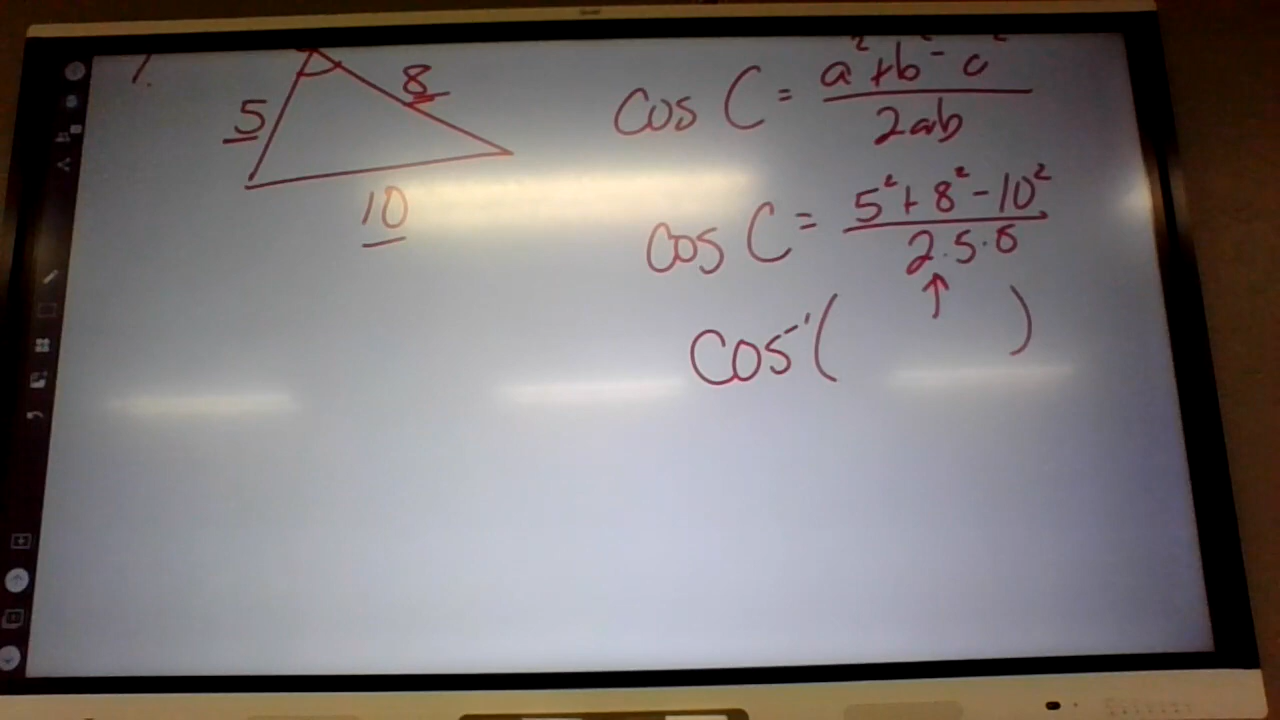 1.
5
8
10
cos C = a²+b²-c² / 2ab
cos C = 5²+8²-10² / 2·5·8
cos⁻¹( )